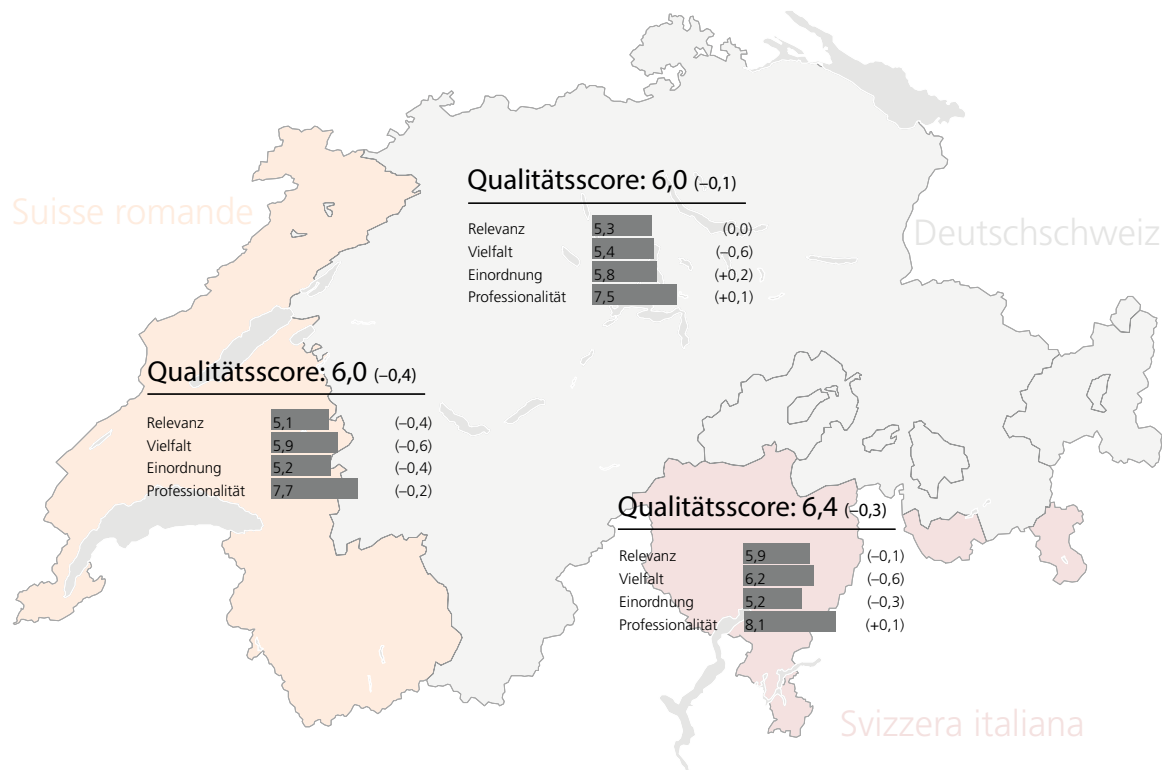 Qualitätsscore: 6,0 (–0,1)
Suisse romande
Deutschschweiz
Relevanz 5,3 (0,0)
Vielfalt 5,4 (–0,6)
Einordnung 5,8 (+0,2)
Professionalität 7,5 (+0,1)
Qualitätsscore: 6,0 (–0,4)
Relevanz 5,1 (–0,4)
Vielfalt 5,9 (–0,6)
Einordnung 5,2 (–0,4)
Professionalität 7,7 (–0,2)
Qualitätsscore: 6,4 (–0,3)
Relevanz 5,9 (–0,1)
Vielfalt 6,2 (–0,6)
Einordnung 5,2 (–0,3)
Professionalität 8,1 (+0,1)
Svizzera italiana